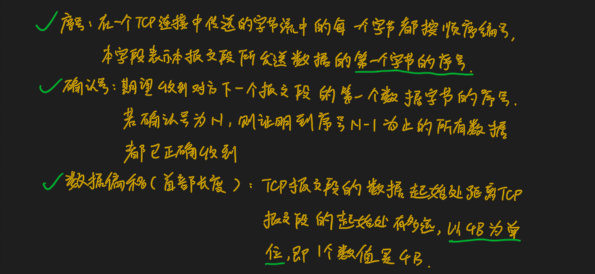 序号：在一个TCP连接中传送的字节流中的每一个字节都按顺序编号，
本字段表示本报文段所发送数据的第一个字节的序号.
确认号：期望收到对方下一个报文段的第一个数据字节的序号.
若确认号为N，则证明到序号N-1为止的所有数据
都已正确收到
数据偏移(首部长度)：TCP报文段的数据起始处距离TCP
报文段的起始处有多远，以4B为单
位，即1个数值是4B.